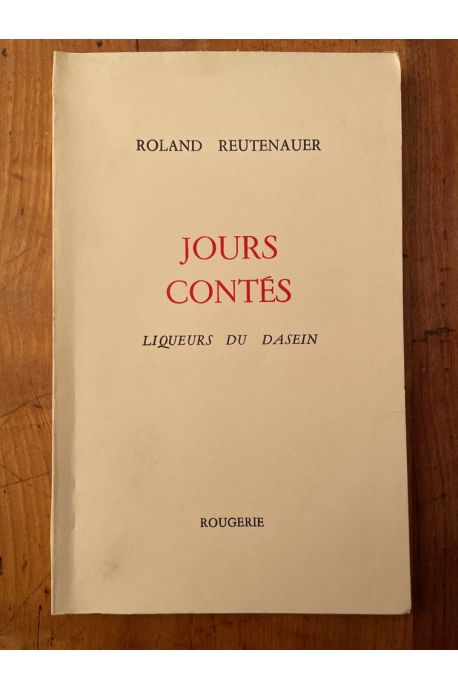 ROLAND REUTENAUER
JOURS
CONTÉS
LIQUEURS DU DASEIN
ROUGERIE